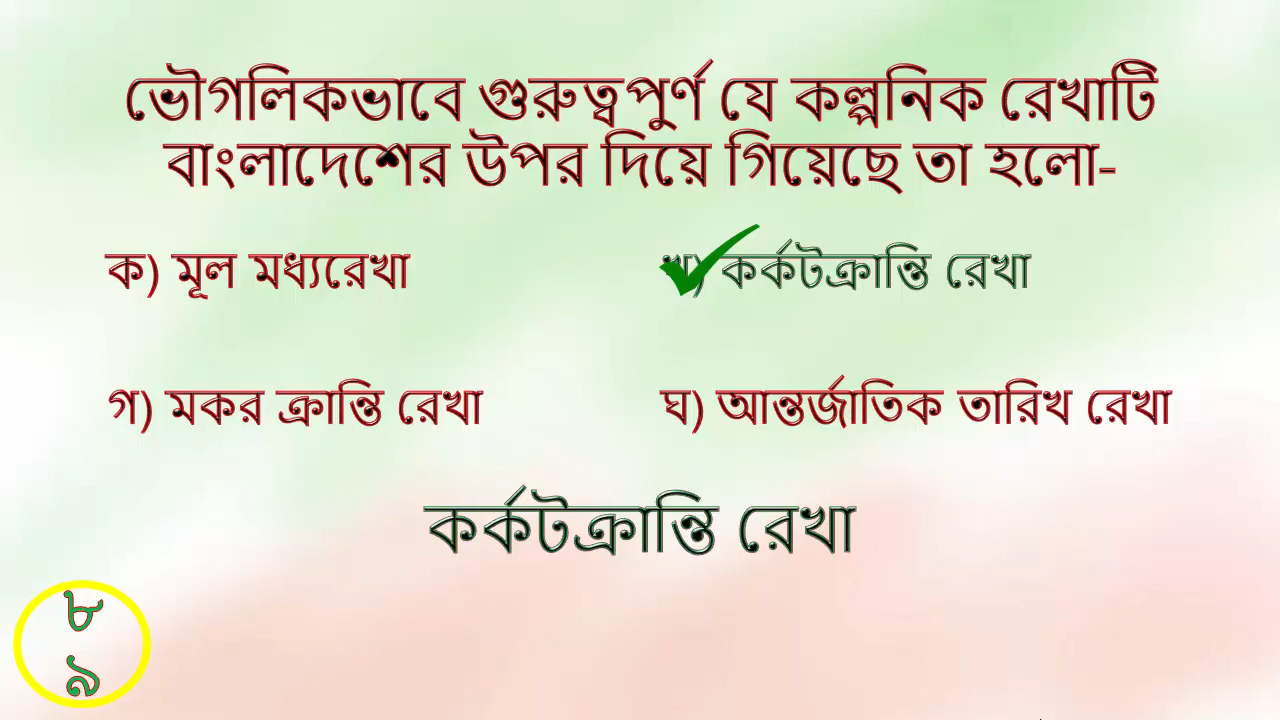 ভৌগলিকভাবে গুরুত্বপুর্ণ যে কল্পনিক রেখাটি
বাংলাদেশের উপর দিয়ে গিয়েছে তা হলো-
ক) মূল মধ্যরেখা
খ) কর্কটক্রান্তি রেখা
গ) মকর ক্রান্তি রেখা
ঘ) আন্তর্জাতিক তারিখ রেখা
কর্কটক্রান্তি রেখা
৮
৯